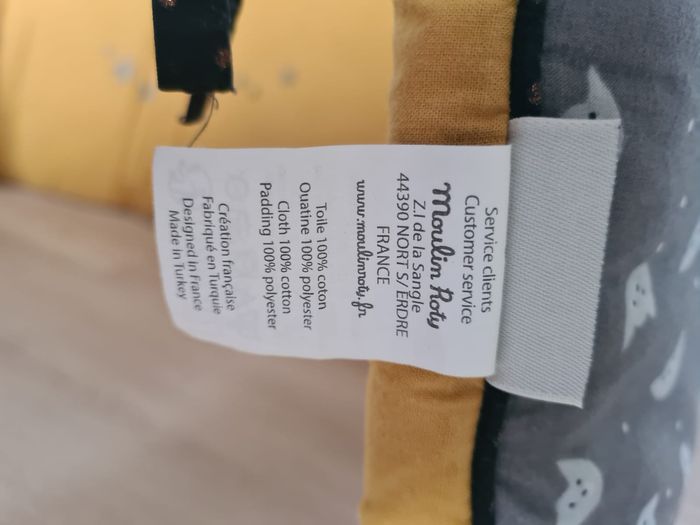 Service clients
Customer service
Moulin Roty
Z.I de la Sangle
44390 NORT S/ ERDRE
FRANCE
www.moulinroty.fr
Toile 100% coton
Ouatine 100% polyester
Cloth 100% cotton
Padding 100% polyester
Création française
Fabriqué en Turquie
Designed in France
Made in Turkey